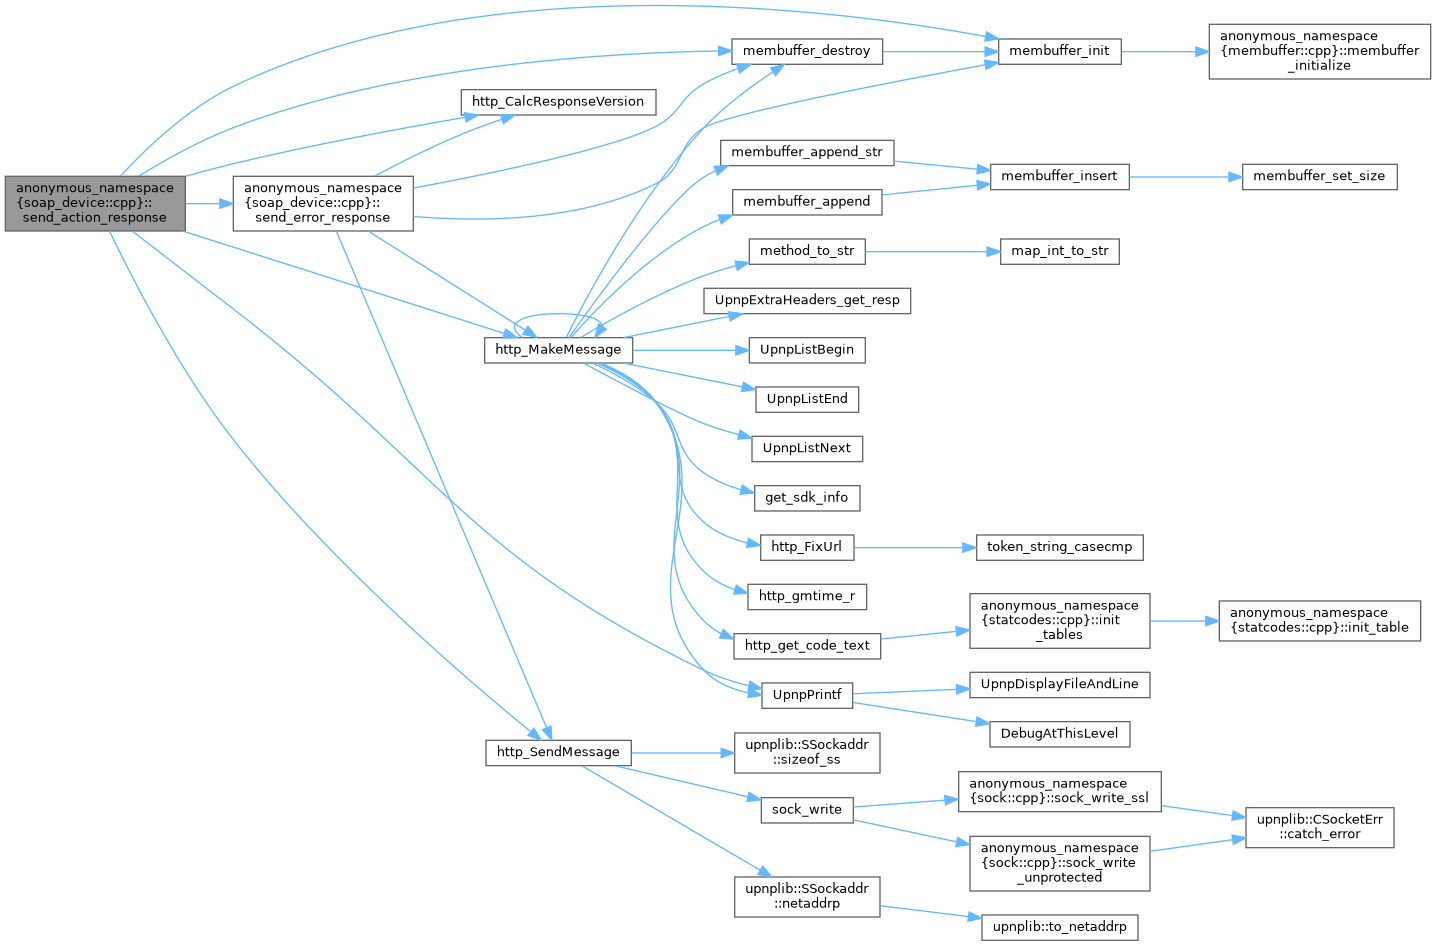 anonymous_namespace
{soap_device::cpp}::
send_action_response
anonymous_namespace
{soap_device::cpp}::
send_error_response
http_CalcResponseVersion
http_MakeMessage
http_SendMessage
membuffer_destroy
membuffer_append_str
membuffer_append
method_to_str
UpnpExtraHeaders_get_resp
UpnpListBegin
UpnpListEnd
UpnpListNext
get_sdk_info
http_FixUrl
http_gmtime_r
http_get_code_text
UpnpPrintf
upnplib::SSockaddr
::sizeof_ss
sock_write
upnplib::SSockaddr
::netaddrp
membuffer_init
membuffer_insert
map_int_to_str
token_string_casecmp
anonymous_namespace
{statcodes::cpp}::init
_tables
UpnpDisplayFileAndLine
DebugAtThisLevel
anonymous_namespace
{sock::cpp}::sock_write_ssl
anonymous_namespace
{sock::cpp}::sock_write
_unprotected
upnplib::to_netaddrp
anonymous_namespace
{membuffer::cpp}::membuffer
_initialize
membuffer_set_size
anonymous_namespace
{statcodes::cpp}::init_table
upnplib::CSocketErr
::catch_error